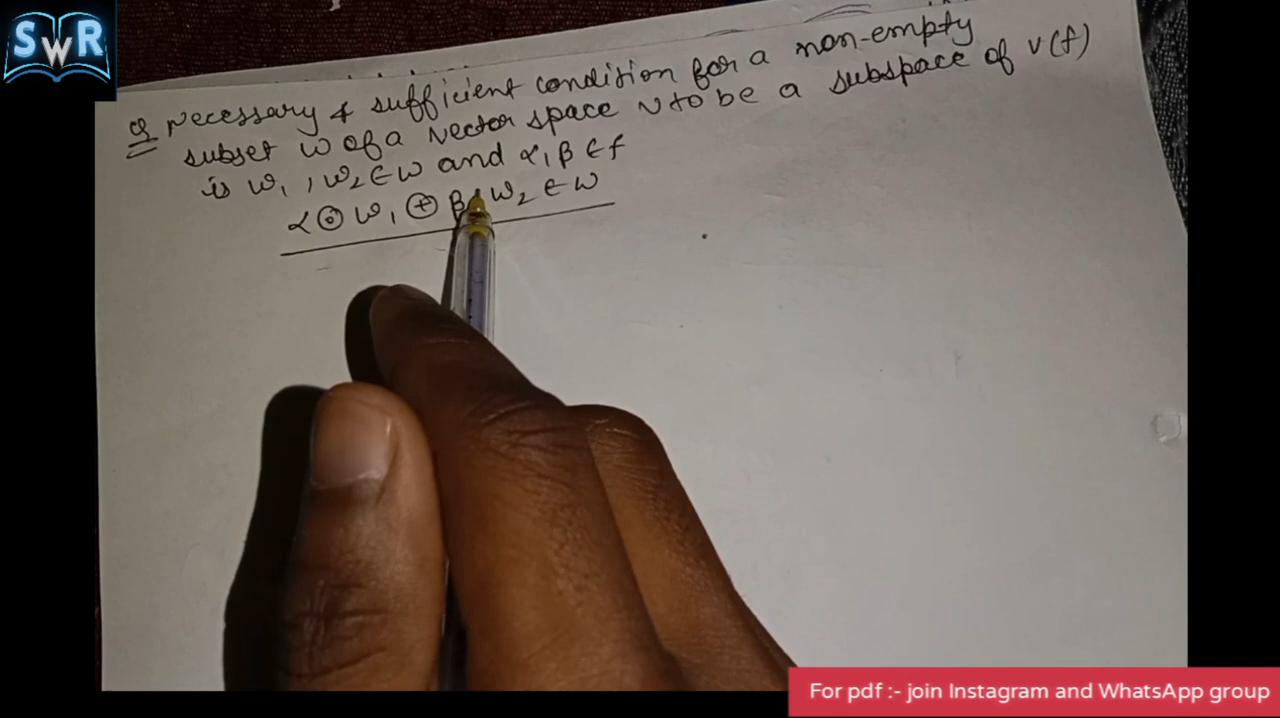 SWR
Q Necessary & sufficient condition for a non-empty
subset W of a vector space V to be a subspace of V(f)
is w₁, w₂ ∈ W and α, β ∈ f
α ⊙ w₁ ⊕ β w₂ ∈ W
For pdf :- join Instagram and WhatsApp group